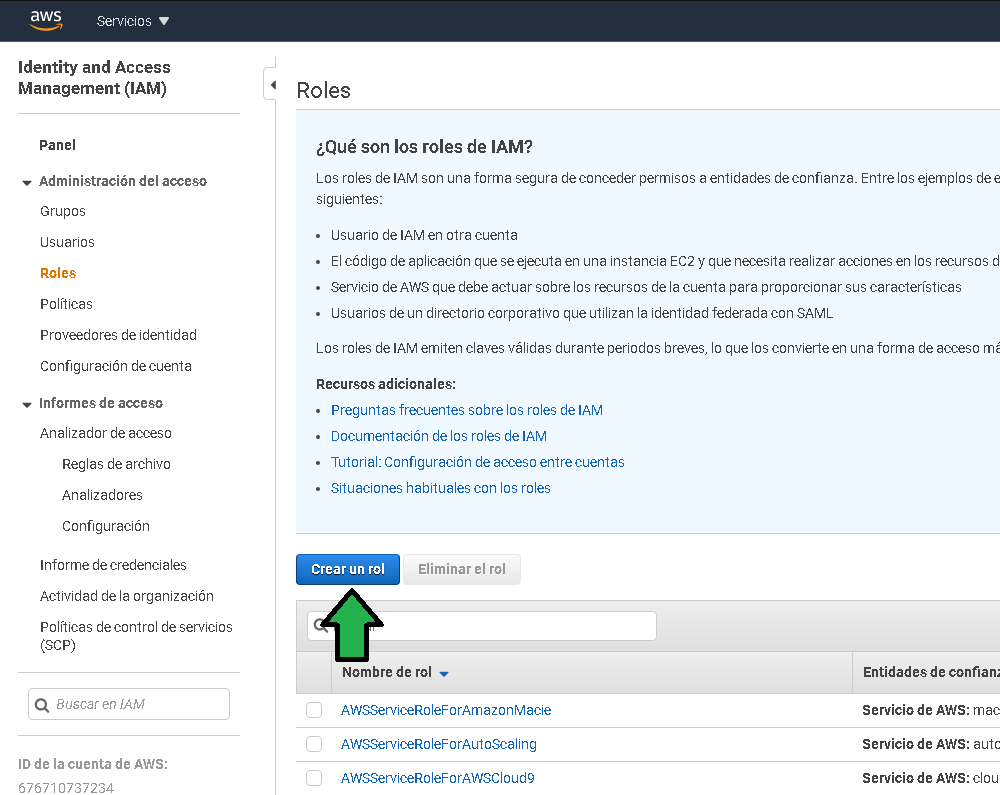 aws
Servicios
Identity and Access
Management (IAM)
Panel
Administración del acceso
Grupos
Usuarios
Roles
Políticas
Proveedores de identidad
Configuración de cuenta
Informes de acceso
Analizador de acceso
Reglas de archivo
Analizadores
Configuración
Informe de credenciales
Actividad de la organización
Políticas de control de servicios
(SCP)
Buscar en IAM
ID de la cuenta de AWS:
676710737234
Roles
¿Qué son los roles de IAM?
Los roles de IAM son una forma segura de conceder permisos a entidades de confianza. Entre los ejemplos de e
siguientes:
• Usuario de IAM en otra cuenta
• El código de aplicación que se ejecuta en una instancia EC2 y que necesita realizar acciones en los recursos d
• Servicio de AWS que debe actuar sobre los recursos de la cuenta para proporcionar sus características
• Usuarios de un directorio corporativo que utilizan la identidad federada con SAML
Los roles de IAM emiten claves válidas durante periodos breves, lo que los convierte en una forma de acceso má
Recursos adicionales:
• Preguntas frecuentes sobre los roles de IAM
• Documentación de los roles de IAM
• Tutorial: Configuración de acceso entre cuentas
• Situaciones habituales con los roles
Crear un rol
Eliminar el rol
Nombre de rol
Entidades de confianz
AWSServiceRoleForAmazonMacie
Servicio de AWS: mac
AWSServiceRoleForAutoScaling
Servicio de AWS: auto
AWSServiceRoleForAWSCloud9
Servicio de AWS: clou